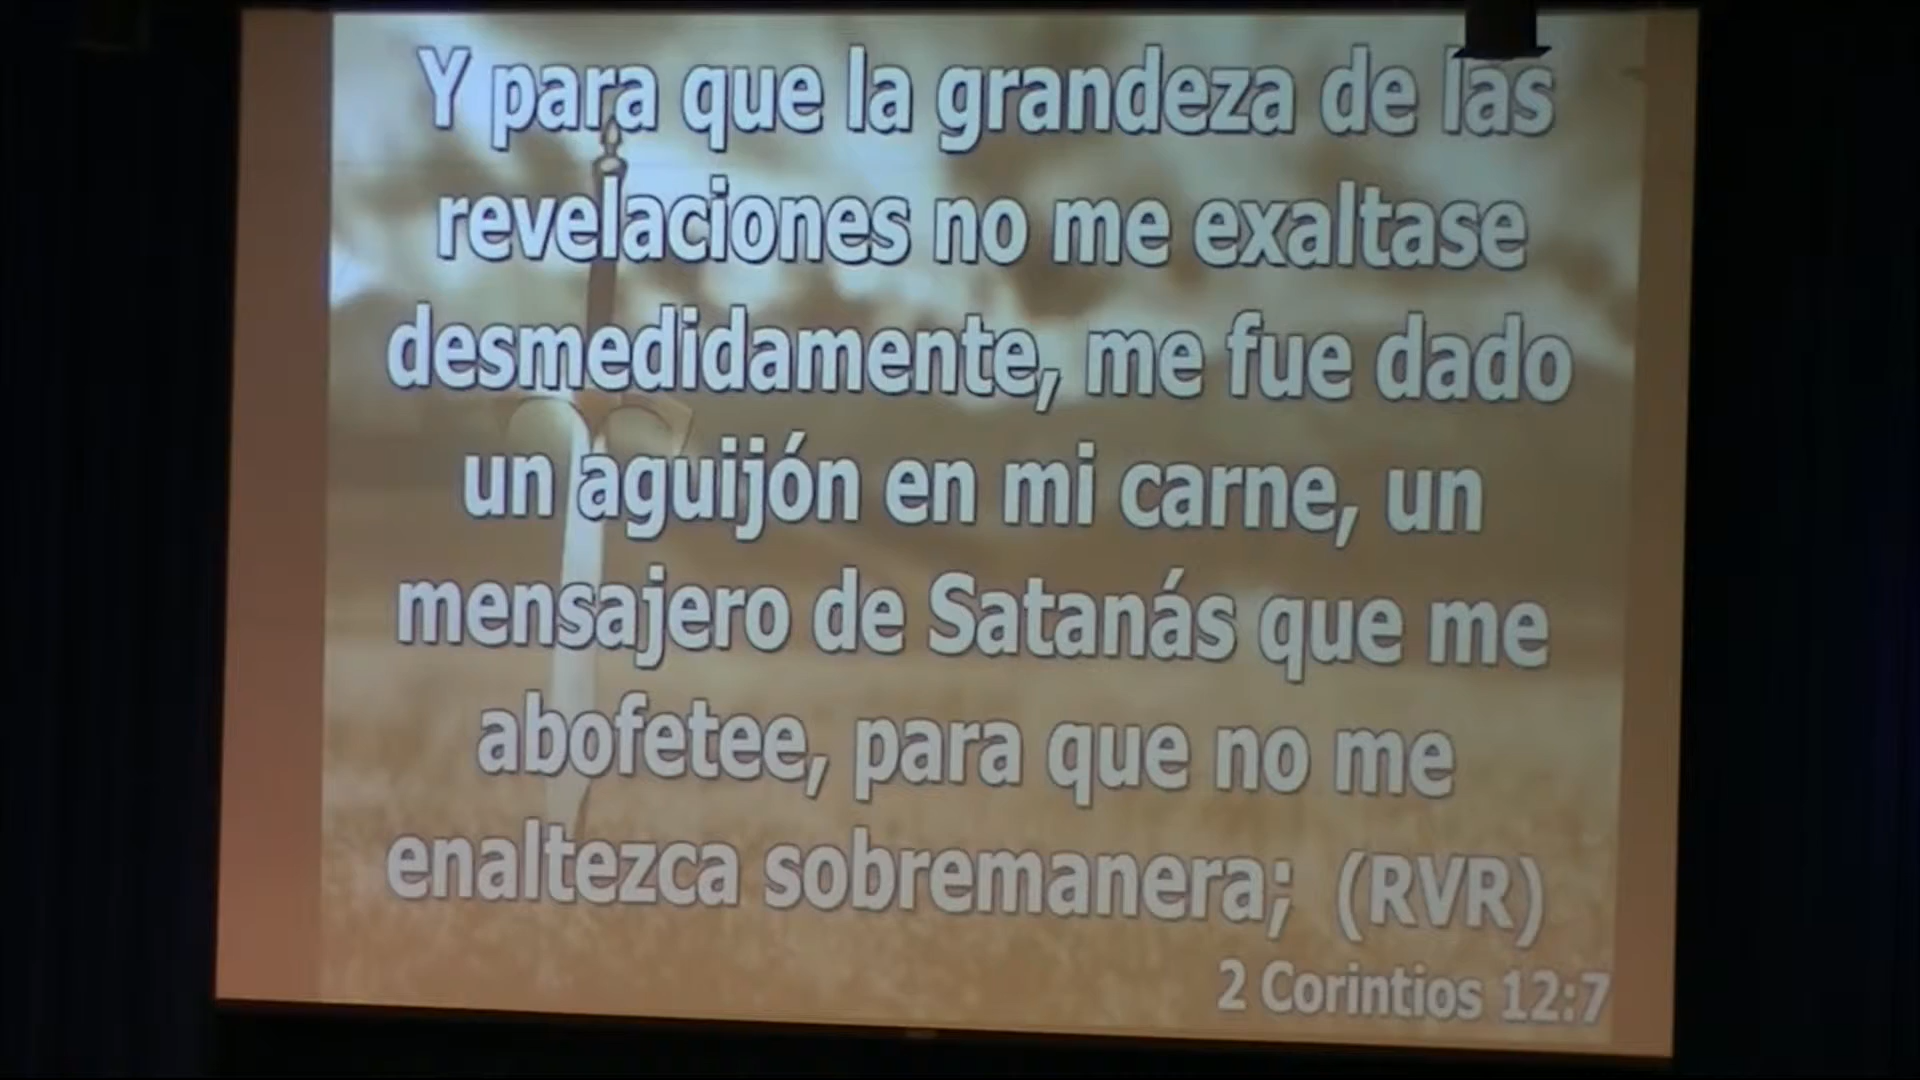 Y para que la grandeza de las
revelaciones no me exaltase
desmedidamente, me fue dado
un aguijón en mi carne, un
mensajero de Satanás que me
abofetee, para que no me
enaltezca sobremanera; (RVR)
2 Corintios 12:7